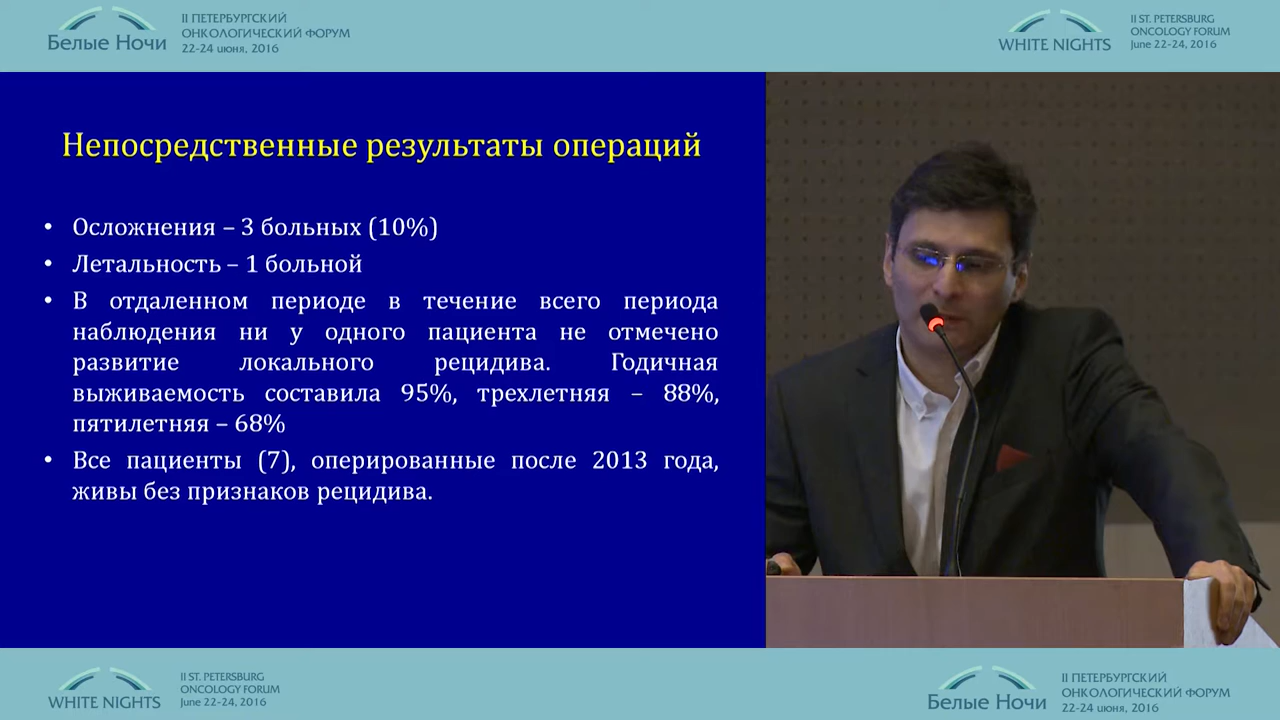 Белые Ночи
II ПЕТЕРБУРГСКИЙ
ОНКОЛОГИЧЕСКИЙ ФОРУМ
22-24 июня, 2016
WHITE NIGHTS
II ST. PETERSBURG
ONCOLOGY FORUM
June 22-24, 2016
Непосредственные результаты операций
• Осложнения – 3 больных (10%)
• Летальность – 1 больной
• В отдаленном периоде в течение всего периода
наблюдения ни у одного пациента не отмечено
развитие локального рецидива. Годичная
выживаемость составила 95%, трехлетняя – 88%,
пятилетняя – 68%
• Все пациенты (7), оперированные после 2013 года,
живы без признаков рецидива.
WHITE NIGHTS
II ST. PETERSBURG
ONCOLOGY FORUM
June 22-24, 2016
Белые Ночи
II ПЕТЕРБУРГСКИЙ
ОНКОЛОГИЧЕСКИЙ ФОРУМ
22-24 июня, 2016